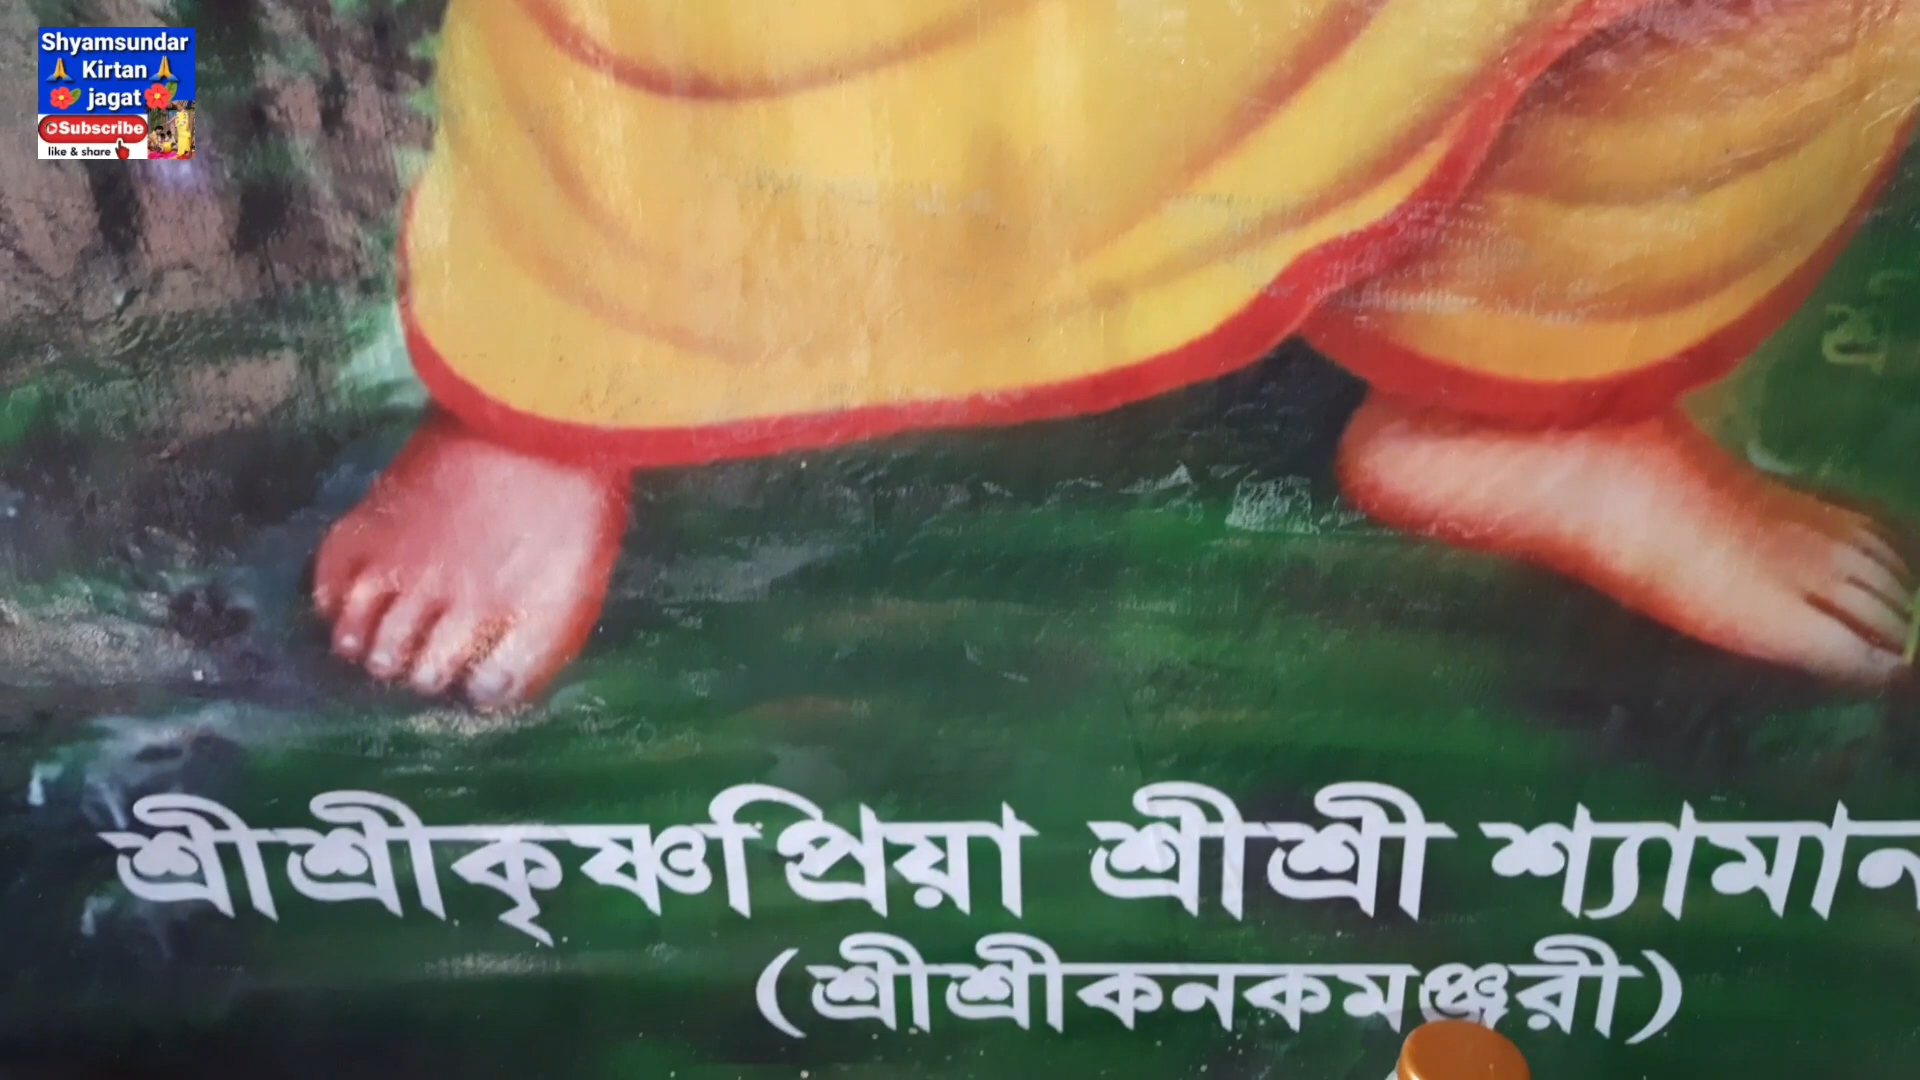 Shyamsundar
🙏 Kirtan 🙏
🌺 jagat 🌺
Subscribe
like & share
শ্রীশ্রীকৃষ্ণপ্রিয়া শ্রীশ্রী শ্যামান
(শ্রীশ্রীকনকমঞ্জরী)